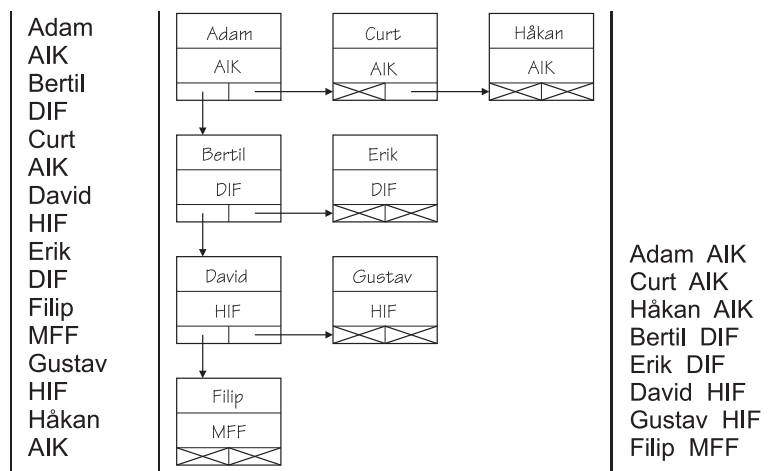 Adam
AIK
Bertil
DIF
Curt
AIK
David
HIF
Erik
DIF
Filip
MFF
Gustav
HIF
Håkan
AIK
Adam
AIK
Curt
AIK
Håkan
AIK
Bertil
DIF
Erik
DIF
David
HIF
Gustav
HIF
Filip
MFF
Adam AIK
Curt AIK
Håkan AIK
Bertil DIF
Erik DIF
David HIF
Gustav HIF
Filip MFF